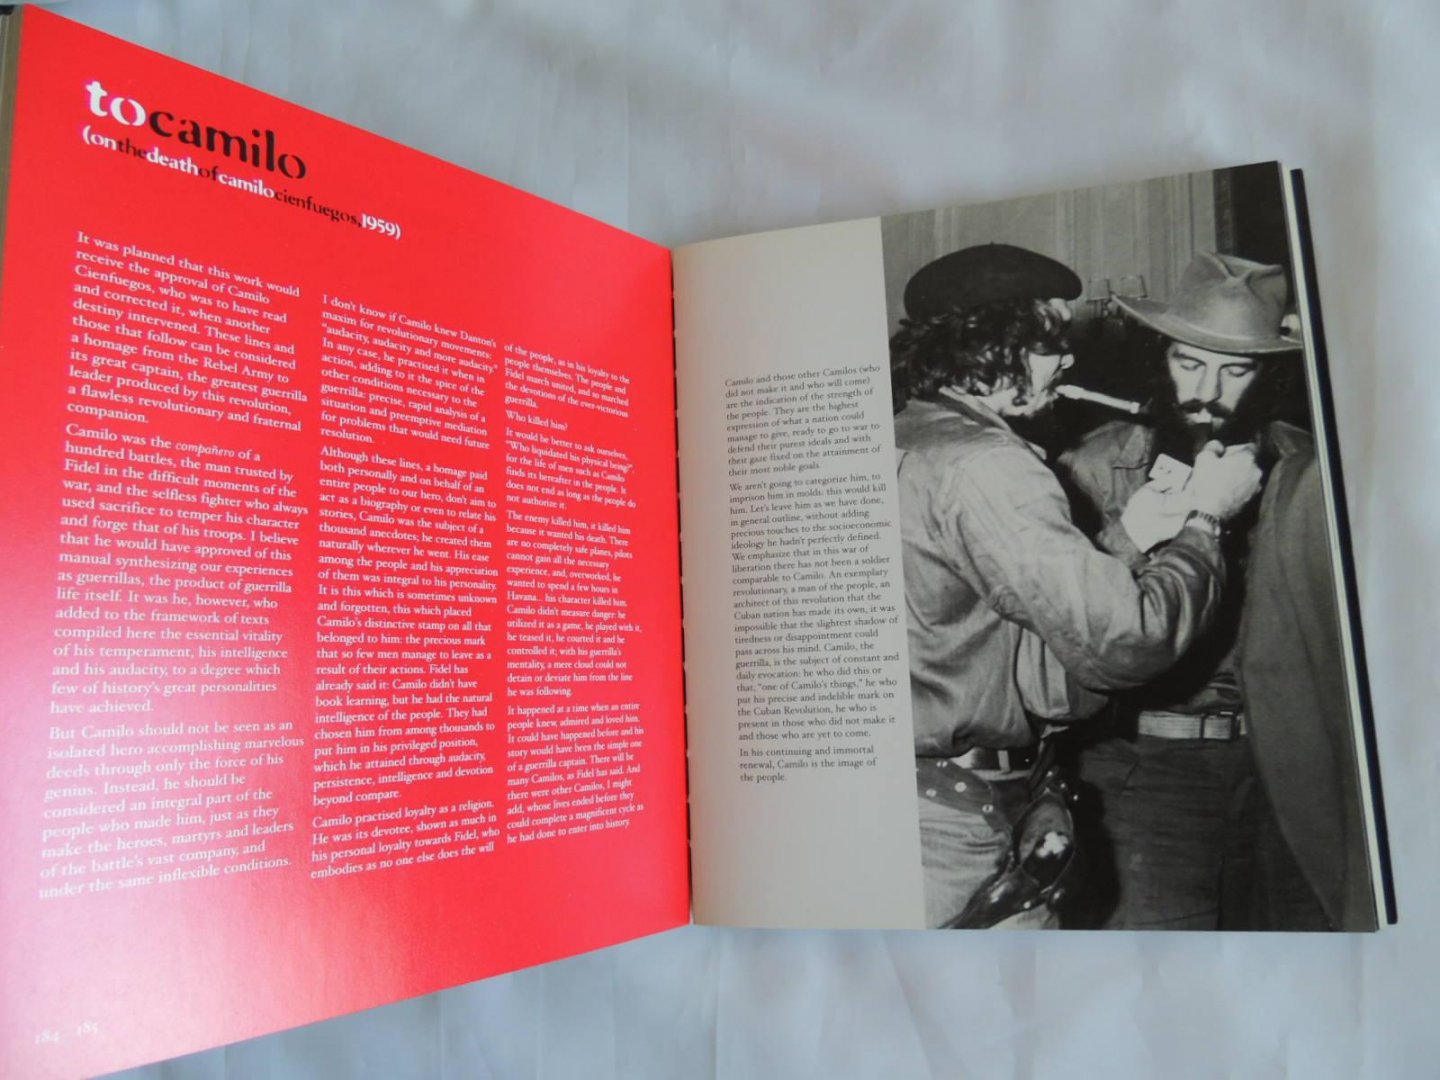 tocamilo
(onthedeathofcamilocienfuegos,1959)
It was planned that this work would
receive the approval of Camilo
Cienfuegos, who was to have read
and corrected it, when another
destiny intervened. These lines and
those that follow can be considered
a homage from the Rebel Army to
its great captain, the greatest guerrilla
leader produced by this revolution,
a flawless revolutionary and fraternal
companion.
Camilo was the compañero of a
hundred battles, the man trusted by
Fidel in the difficult moments of the
war, and the selfless fighter who always
used sacrifice to temper his character
and forge that of his troops. I believe
that he would have approved of this
manual synthesizing our experiences
as guerrillas, the product of guerrilla
life itself. It was he, however, who
added to the framework of texts
compiled here the essential vitality
of his temperament, his intelligence
and his audacity, to a degree which
few of history's great personalities
have achieved.
But Camilo should not be seen as an
isolated hero accomplishing marvelous
deeds through only the force of his
genius. Instead, he should be
considered an integral part of the
people who made him, just as they
make the heroes, martyrs and leaders
of the battle's vast company, and
under the same inflexible conditions.
I don't know if Camilo knew Danton's
maxim for revolutionary movements:
"audacity, audacity and more audacity."
In any case, he practised it when in
action, adding to it the spice of the
other conditions necessary to the
guerrilla: precise, rapid analysis of a
situation and preemptive mediation
for problems that would need future
resolution.
Although these lines, a homage paid
both personally and on behalf of an
entire people to our hero, don't aim to
act as a biography or even to relate his
stories, Camilo was the subject of a
thousand anecdotes; he created them
naturally wherever he went. His ease
among the people and his appreciation
of them was integral to his personality.
It is this which is sometimes unknown
and forgotten, this which placed
Camilo's distinctive stamp on all that
belonged to him: the precious mark
that so few men manage to leave as a
result of their actions. Fidel has
already said it: Camilo didn't have
book learning, but he had the natural
intelligence of the people. They had
chosen him from among thousands to
put him in his privileged position,
which he attained through audacity,
persistence, intelligence and devotion
beyond compare.
Camilo practised loyalty as a religion.
He was its devotee, shown as much in
his personal loyalty towards Fidel, who
embodies as no one else does the will
of the people, as in his loyalty to the
people themselves. The people and
Fidel march united, and so marched
the devotions of the ever-victorious
guerrilla.
Who killed him?
It would be better to ask ourselves,
"Who liquidated his physical being?",
for the life of men such as Camilo
finds its hereafter in the people. It
does not end as long as the people do
not authorize it.
The enemy killed him, it killed him
because it wanted his death. There
are no completely safe planes, pilots
cannot gain all the necessary
experience, and, overworked, he
wanted to spend a few hours in
Havana... his character killed him.
Camilo didn't measure danger: he
utilized it as a game, he played with it,
he teased it, he courted it and he
controlled it; with his guerrilla's
mentality, a mere cloud could not
detain or deviate him from the line
he was following.
It happened at a time when an entire
people knew, admired and loved him.
It could have happened before and his
story would have been the simple one
of a guerrilla captain. There will be
many Camilos, as Fidel has said. And
there were other Camilos, I might
add, whose lives ended before they
could complete a magnificent cycle as
he had done to enter into history.
184 185
Camilo and those other Camilos (who
did not make it and who will come)
are the indication of the strength of
the people. They are the highest
expression of what a nation could
manage to give, ready to go to war to
defend their purest ideals and with
their gaze fixed on the attainment of
their most noble goals.
We aren't going to categorize him, to
imprison him in molds: this would kill
him. Let's leave him as we have done,
in general outline, without adding
precious touches to the socioeconomic
ideology he hadn't perfectly defined.
We emphasize that in this war of
liberation there has not been a soldier
comparable to Camilo. An exemplary
revolutionary, a man of the people, an
architect of this revolution that the
Cuban nation has made its own, it was
impossible that the slightest shadow of
tiredness or disappointment could
pass across his mind. Camilo, the
guerrilla, is the subject of constant and
daily evocation: he who did this or
that, "one of Camilo's things," he who
put his precise and indelible mark on
the Cuban Revolution, he who is
present in those who did not make it
and those who are yet to come.
In his continuing and immortal
renewal, Camilo is the image of
the people.